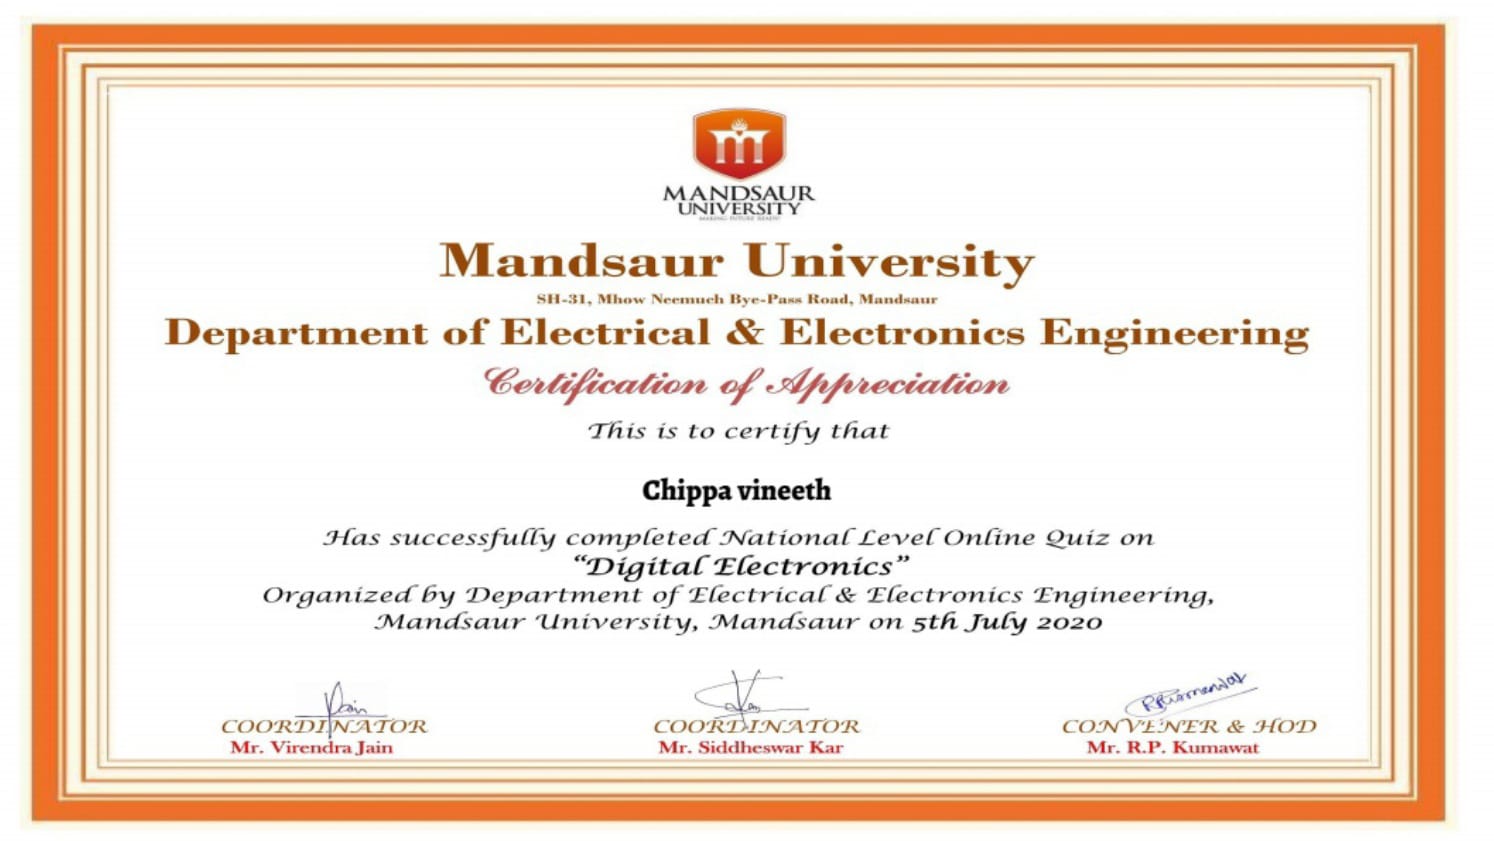 MANDSAUR
UNIVERSITY
MAKING FUTURE READY
Mandsaur University
SH-31, Mhow Neemuch Bye-Pass Road, Mandsaur
Department of Electrical & Electronics Engineering
Certification of Appreciation
This is to certify that
Chippa vineeth
Has successfully completed National Level Online Quiz on
“Digital Electronics”
Organized by Department of Electrical & Electronics Engineering,
Mandsaur University, Mandsaur on 5th July 2020
Jain
RPKumawat
COORDINATOR COORDINATOR CONVENER & HOD
Mr. Virendra Jain Mr. Siddheswar Kar Mr. R.P. Kumawat